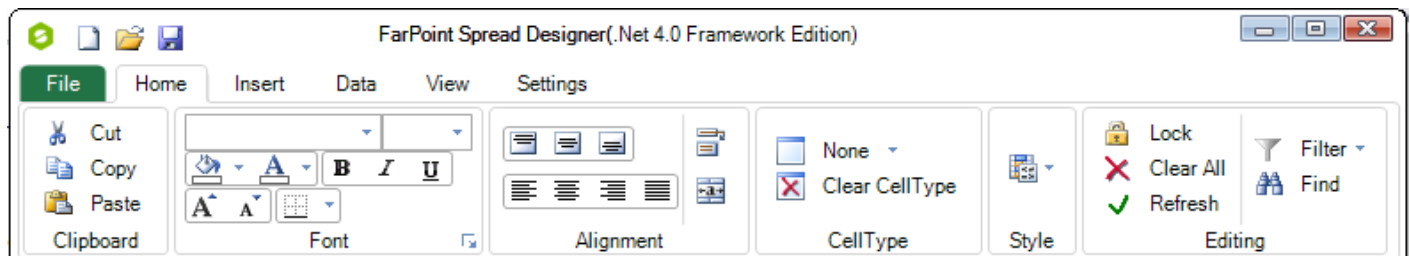 FarPoint Spread Designer(.Net 4.0 Framework Edition)
File Home Insert Data View Settings
Cut
Copy
Paste
Clipboard
A B I U
A A
Font
Alignment
a
None
Clear CellType
CellType
Style
Lock
Clear All
Refresh
Filter
Find
Editing